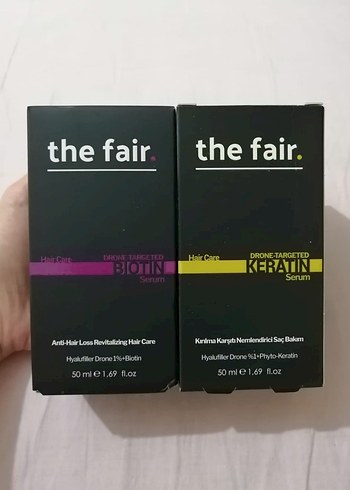 the fair.
Hair Care
DRONE-TARGETED
BIOTIN
Serum
Anti-Hair Loss Revitalizing Hair Care
Hyalufiller Drone 1%+Biotin
50 ml ℮ 1,69 fl.oz
the fair.
Hair Care
DRONE-TARGETED
KERATIN
Serum
Kırılma Karşıtı Nemlendirici Saç Bakım
Hyalufiller Drone %1+Phyto-Keratin
50 ml ℮ 1,69 fl.oz